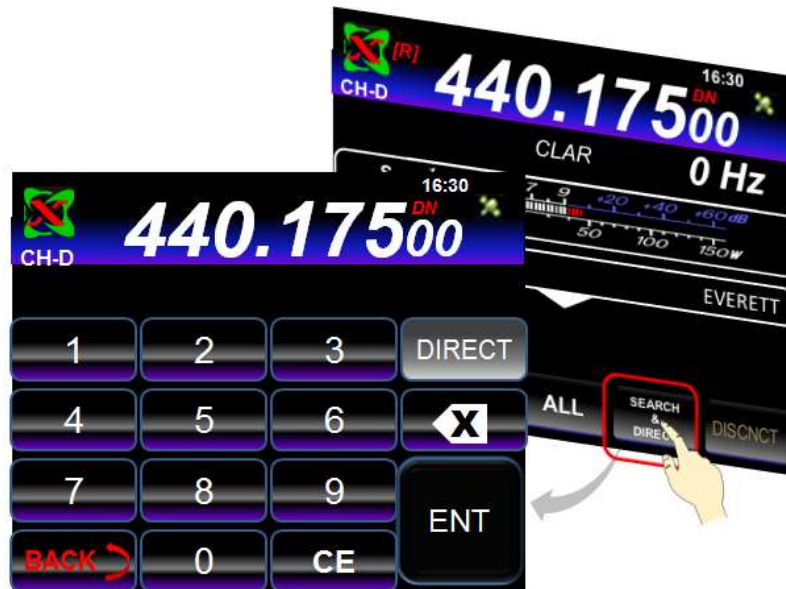 [R]
16:30
CH-D
440.17500
DN
CLAR
0 Hz
7 9 +20 +40 +60dB
50 100 150W
EVERETT
ALL
SEARCH
&
DIRECT
DISCNCT
16:30
CH-D
440.17500
DN
1 2 3 DIRECT
4 5 6 X
7 8 9
ENT
BACK 0 CE